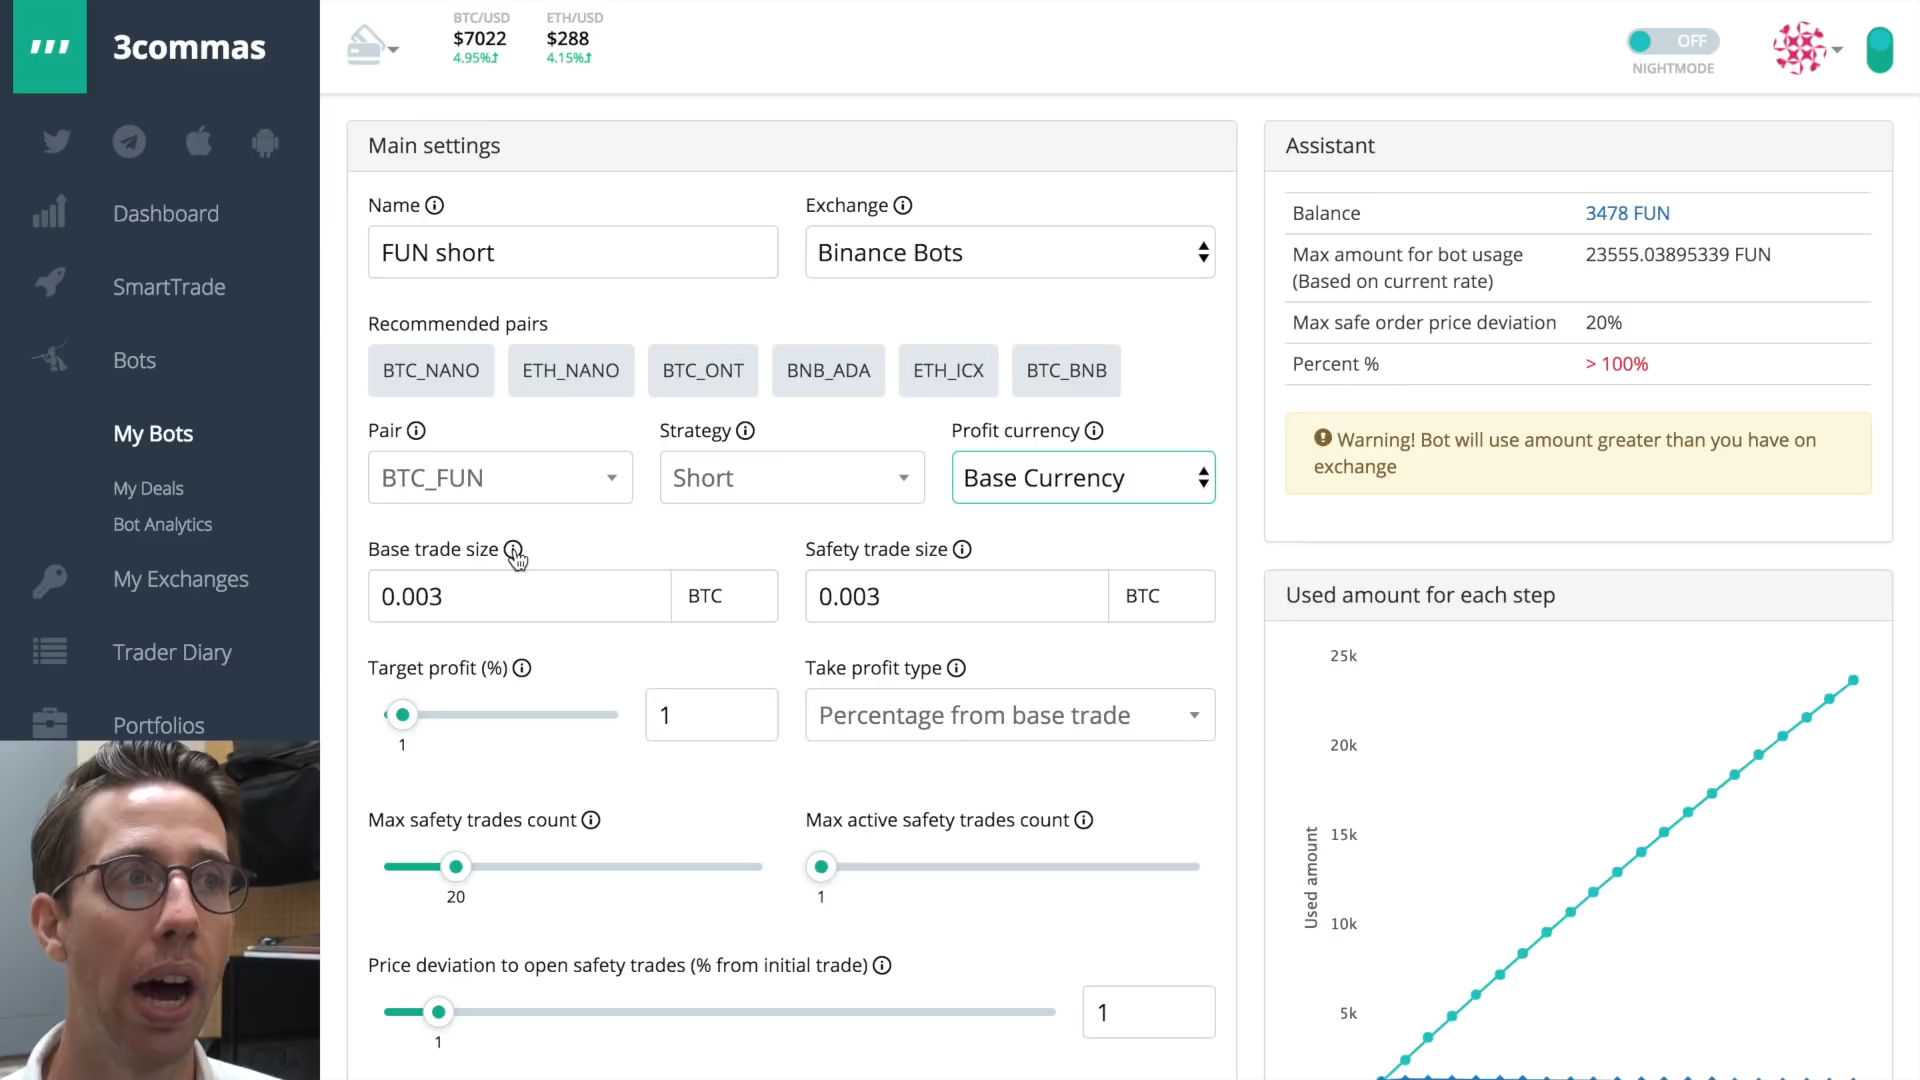 3commas
BTC/USD
$7022
4.95%
ETH/USD
$288
4.15%
OFF
NIGHTMODE
Dashboard
SmartTrade
Bots
My Bots
My Deals
Bot Analytics
My Exchanges
Trader Diary
Portfolios
Main settings
Name
Exchange
FUN short
Binance Bots
Recommended pairs
BTC_NANO
ETH_NANO
BTC_ONT
BNB_ADA
ETH_ICX
BTC_BNB
Pair
Strategy
Profit currency
BTC_FUN
Short
Base Currency
Base trade size
Safety trade size
0.003
BTC
0.003
BTC
Target profit (%)
Take profit type
1
1
Percentage from base trade
Max safety trades count
Max active safety trades count
20
1
Price deviation to open safety trades (% from initial trade)
1
1
Assistant
Balance
3478 FUN
Max amount for bot usage
(Based on current rate)
23555.03895339 FUN
Max safe order price deviation
20%
Percent %
> 100%
Warning! Bot will use amount greater than you have on
exchange
Used amount for each step
25k
20k
15k
10k
5k
Used amount